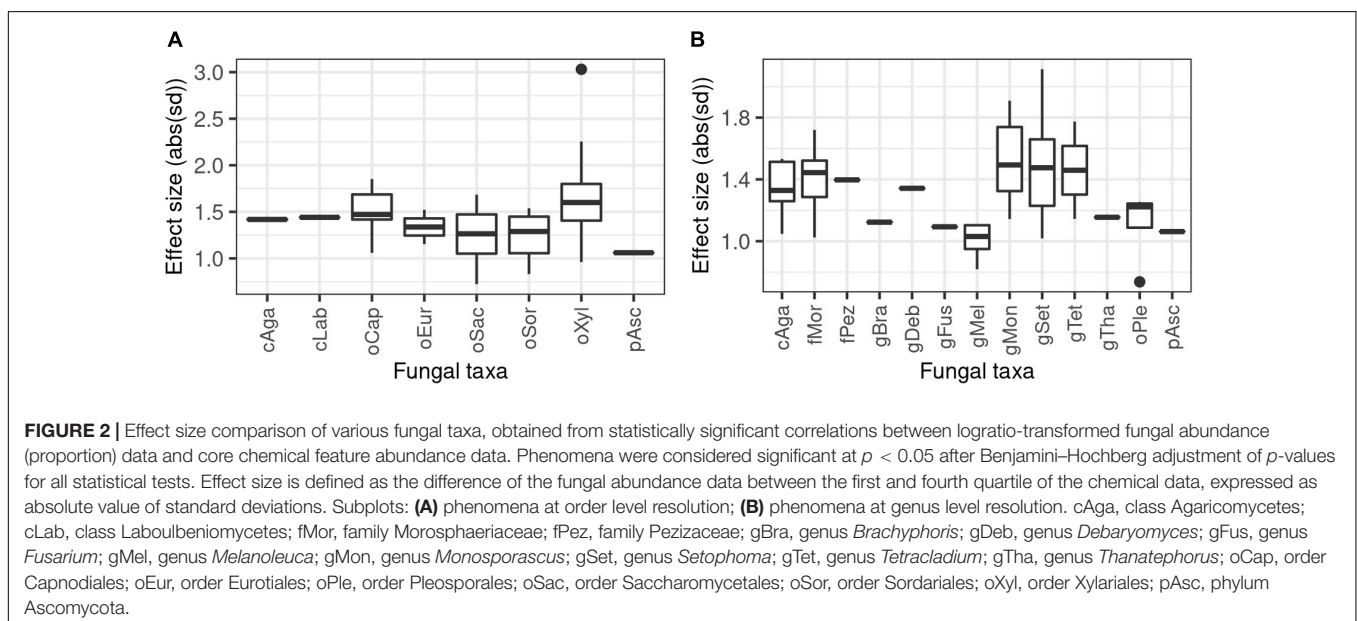 A
B
Effect size (abs(sd))
3.0
2.5
2.0
1.5
1.0
cAga
cLab
oCap
oEur
oSac
oSor
oXyl
pAsc
Fungal taxa
Effect size (abs(sd))
1.8
1.4
1.0
cAga
fMor
fPez
gBra
gDeb
gFus
gMel
gMon
gSet
gTet
gTha
oPle
pAsc
Fungal taxa
FIGURE 2 | Effect size comparison of various fungal taxa, obtained from statistically significant correlations between logratio-transformed fungal abundance
(proportion) data and core chemical feature abundance data. Phenomena were considered significant at p < 0.05 after Benjamini–Hochberg adjustment of p-values
for all statistical tests. Effect size is defined as the difference of the fungal abundance data between the first and fourth quartile of the chemical data, expressed as
absolute value of standard deviations. Subplots: (A) phenomena at order level resolution; (B) phenomena at genus level resolution. cAga, class Agaricomycetes;
cLab, class Laboulbeniomycetes; fMor, family Morosphaeriaceae; fPez, family Pezizaceae; gBra, genus Brachyphoris; gDeb, genus Debaryomyces; gFus, genus
Fusarium; gMel, genus Melanoleuca; gMon, genus Monosporascus; gSet, genus Setophoma; gTet, genus Tetracladium; gTha, genus Thanatephorus; oCap, order
Capnodiales; oEur, order Eurotiales; oPle, order Pleosporales; oSac, order Saccharomycetales; oSor, order Sordariales; oXyl, order Xylariales; pAsc, phylum
Ascomycota.